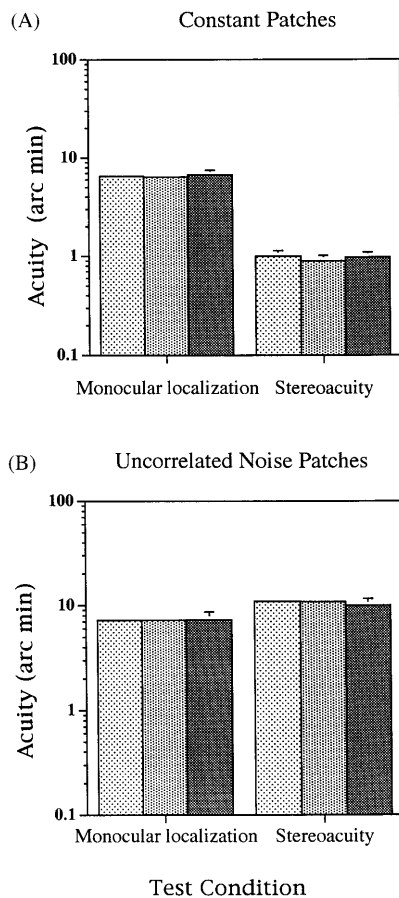 (A) Constant Patches
100
10
1
0.1
Acuity (arc min)
Monocular localization Stereoacuity
(B) Uncorrelated Noise Patches
100
10
1
0.1
Acuity (arc min)
Monocular localization Stereoacuity
Test Condition